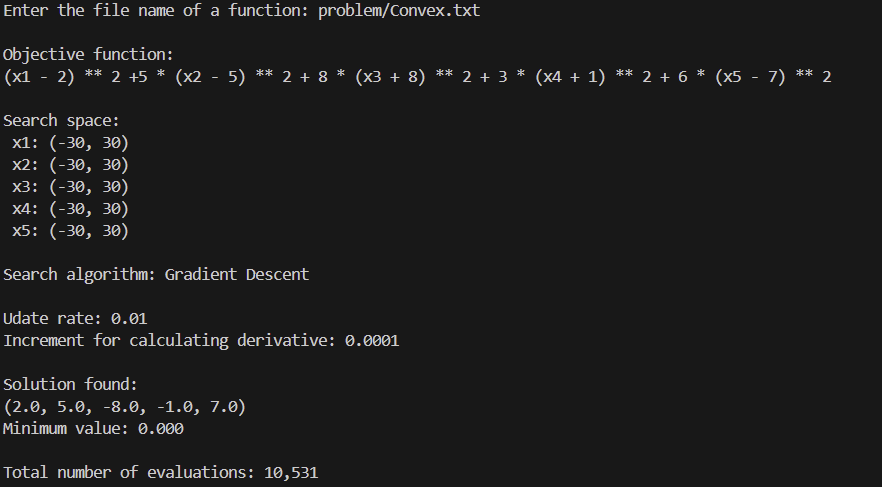 Enter the file name of a function: problem/Convex.txt
Objective function:
(x1 - 2) ** 2 +5 * (x2 - 5) ** 2 + 8 * (x3 + 8) ** 2 + 3 * (x4 + 1) ** 2 + 6 * (x5 - 7) ** 2
Search space:
x1: (-30, 30)
x2: (-30, 30)
x3: (-30, 30)
x4: (-30, 30)
x5: (-30, 30)
Search algorithm: Gradient Descent
Udate rate: 0.01
Increment for calculating derivative: 0.0001
Solution found:
(2.0, 5.0, -8.0, -1.0, 7.0)
Minimum value: 0.000
Total number of evaluations: 10,531